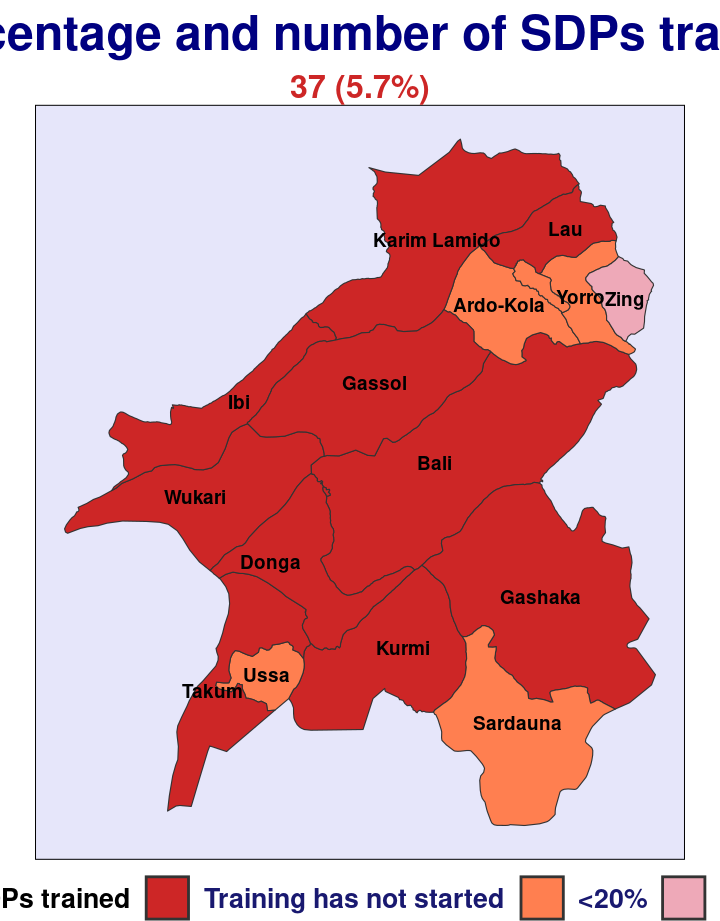 centage and number of SDPs tra
37 (5.7%)
Karim Lamido
Lau
Ardo-Kola
Yorro
Zing
Gassol
Ibi
Bali
Wukari
Donga
Gashaka
Kurmi
Ussa
Takum
Sardauna
Ps trained Training has not started <20%